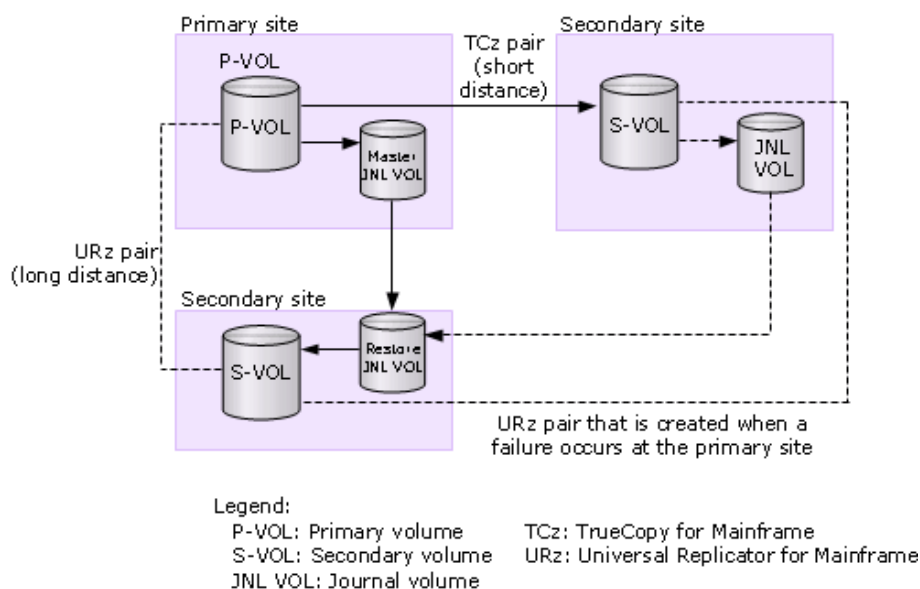 Primary site
Secondary site
P-VOL
TCz pair
(short
distance)
P-VOL
S-VOL
Master
JNL VOL
JNL
VOL
URz pair
(long distance)
Secondary site
S-VOL
Restore
JNL VOL
URz pair that is created when a
failure occurs at the primary site
Legend:
P-VOL: Primary volume
TCz: TrueCopy for Mainframe
S-VOL: Secondary volume
URz: Universal Replicator for Mainframe
JNL VOL: Journal volume